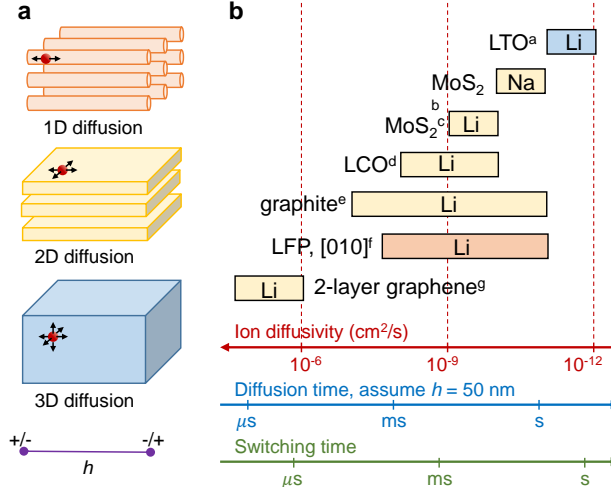 a
1D diffusion
2D diffusion
3D diffusion
+/- -/+
h
b
LTOᵃ Li
MoS₂ Na
b
MoS₂ᶜ Li
LCOᵈ Li
graphiteᵉ Li
LFP, [010]ᶠ Li
Li 2-layer grapheneᵍ
Ion diffusivity (cm²/s)
10⁻⁶ 10⁻⁹ 10⁻¹²
Diffusion time, assume h = 50 nm
μs ms s
Switching time
μs ms s